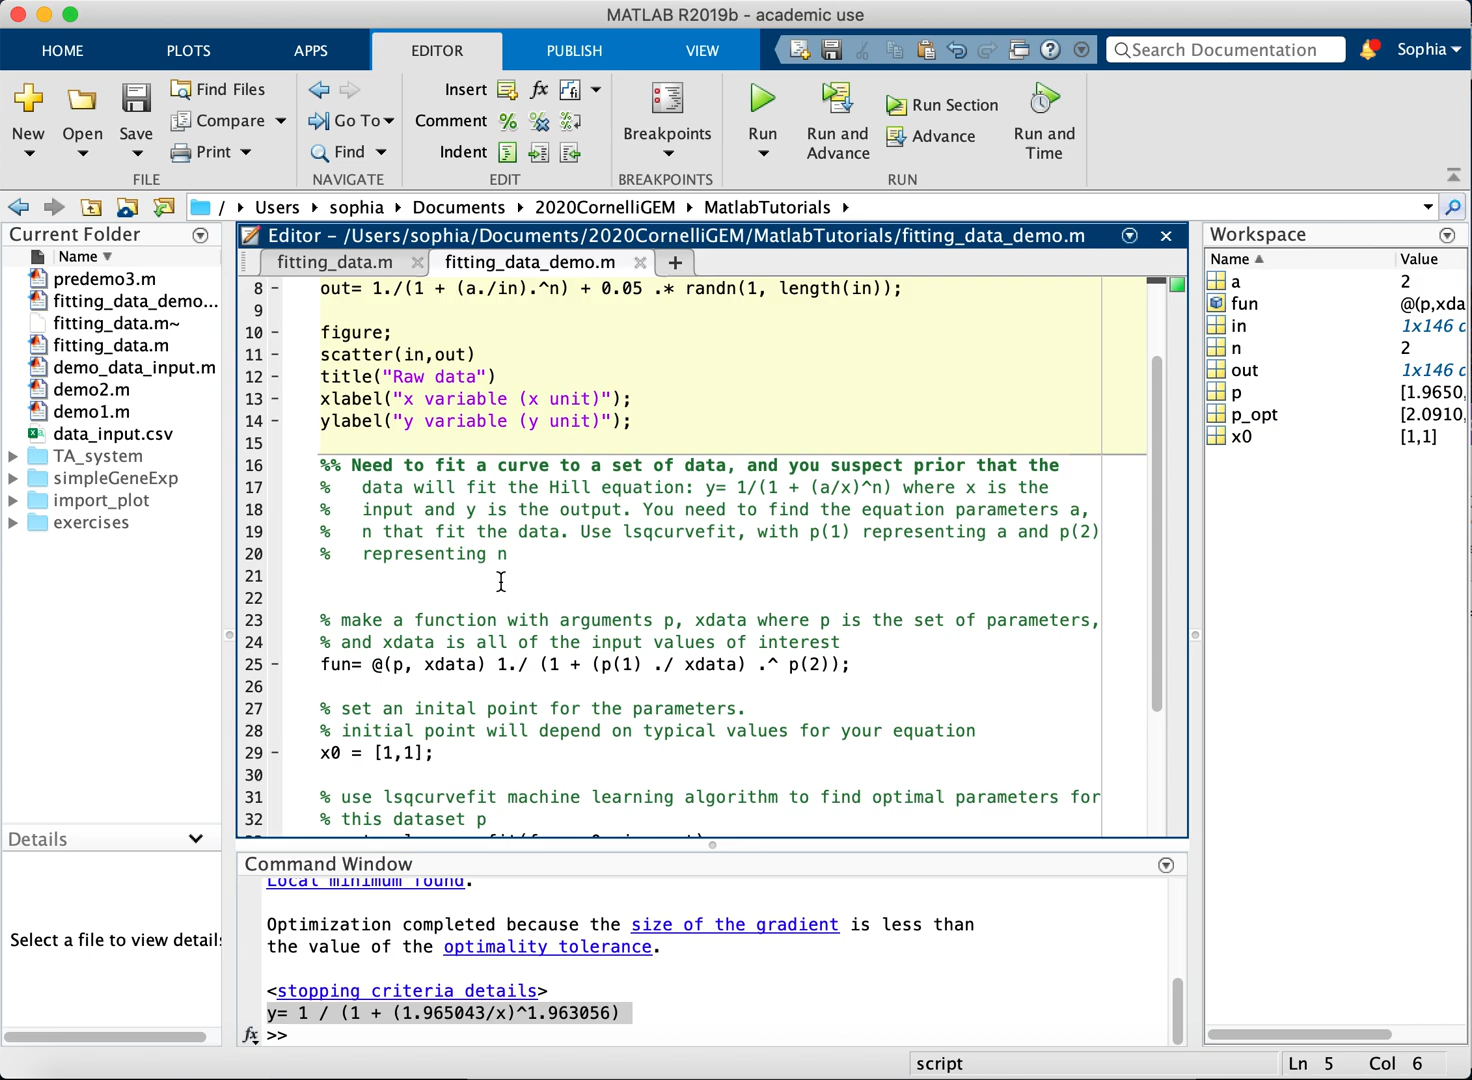 MATLAB R2019b - academic use
HOME PLOTS APPS EDITOR PUBLISH VIEW Search Documentation Sophia
New Open Save Find Files Compare Print
FILE
Go To Find
NAVIGATE
Insert fx
Comment
Indent
EDIT
Breakpoints
BREAKPOINTS
Run Run and Advance Run Section Advance Run and Time
RUN
/ Users sophia Documents 2020CornelliGEM MatlabTutorials
Current Folder
Name
predemo3.m
fitting_data_demo...
fitting_data.m~
fitting_data.m
demo_data_input.m
demo2.m
demo1.m
data_input.csv
TA_system
simpleGeneExp
import_plot
exercises
Details
Select a file to view details
Editor - /Users/sophia/Documents/2020CornelliGEM/MatlabTutorials/fitting_data_demo.m
fitting_data.m fitting_data_demo.m +
8 - out= 1./(1 + (a./in).^n) + 0.05 .* randn(1, length(in));
9
10 - figure;
11 - scatter(in,out)
12 - title("Raw data")
13 - xlabel("x variable (x unit)");
14 - ylabel("y variable (y unit)");
15
16 %% Need to fit a curve to a set of data, and you suspect prior that the
17 % data will fit the Hill equation: y= 1/(1 + (a/x)^n) where x is the
18 % input and y is the output. You need to find the equation parameters a,
19 % n that fit the data. Use lsqcurvefit, with p(1) representing a and p(2)
20 % representing n
21
22
23 % make a function with arguments p, xdata where p is the set of parameters,
24 % and xdata is all of the input values of interest
25 - fun= @(p, xdata) 1./ (1 + (p(1) ./ xdata) .^ p(2));
26
27 % set an inital point for the parameters.
28 % initial point will depend on typical values for your equation
29 - x0 = [1,1];
30
31 % use lsqcurvefit machine learning algorithm to find optimal parameters for
32 % this dataset p
Command Window
Local minimum found.
Optimization completed because the size of the gradient is less than
the value of the optimality tolerance.
<stopping criteria details>
y= 1 / (1 + (1.965043/x)^1.963056)
fx >>
Workspace
Name Value
a 2
fun @(p,xda
in 1x146 
n 2
out 1x146 
p [1.9650,
p_opt [2.0910,
x0 [1,1]
script Ln 5 Col 6